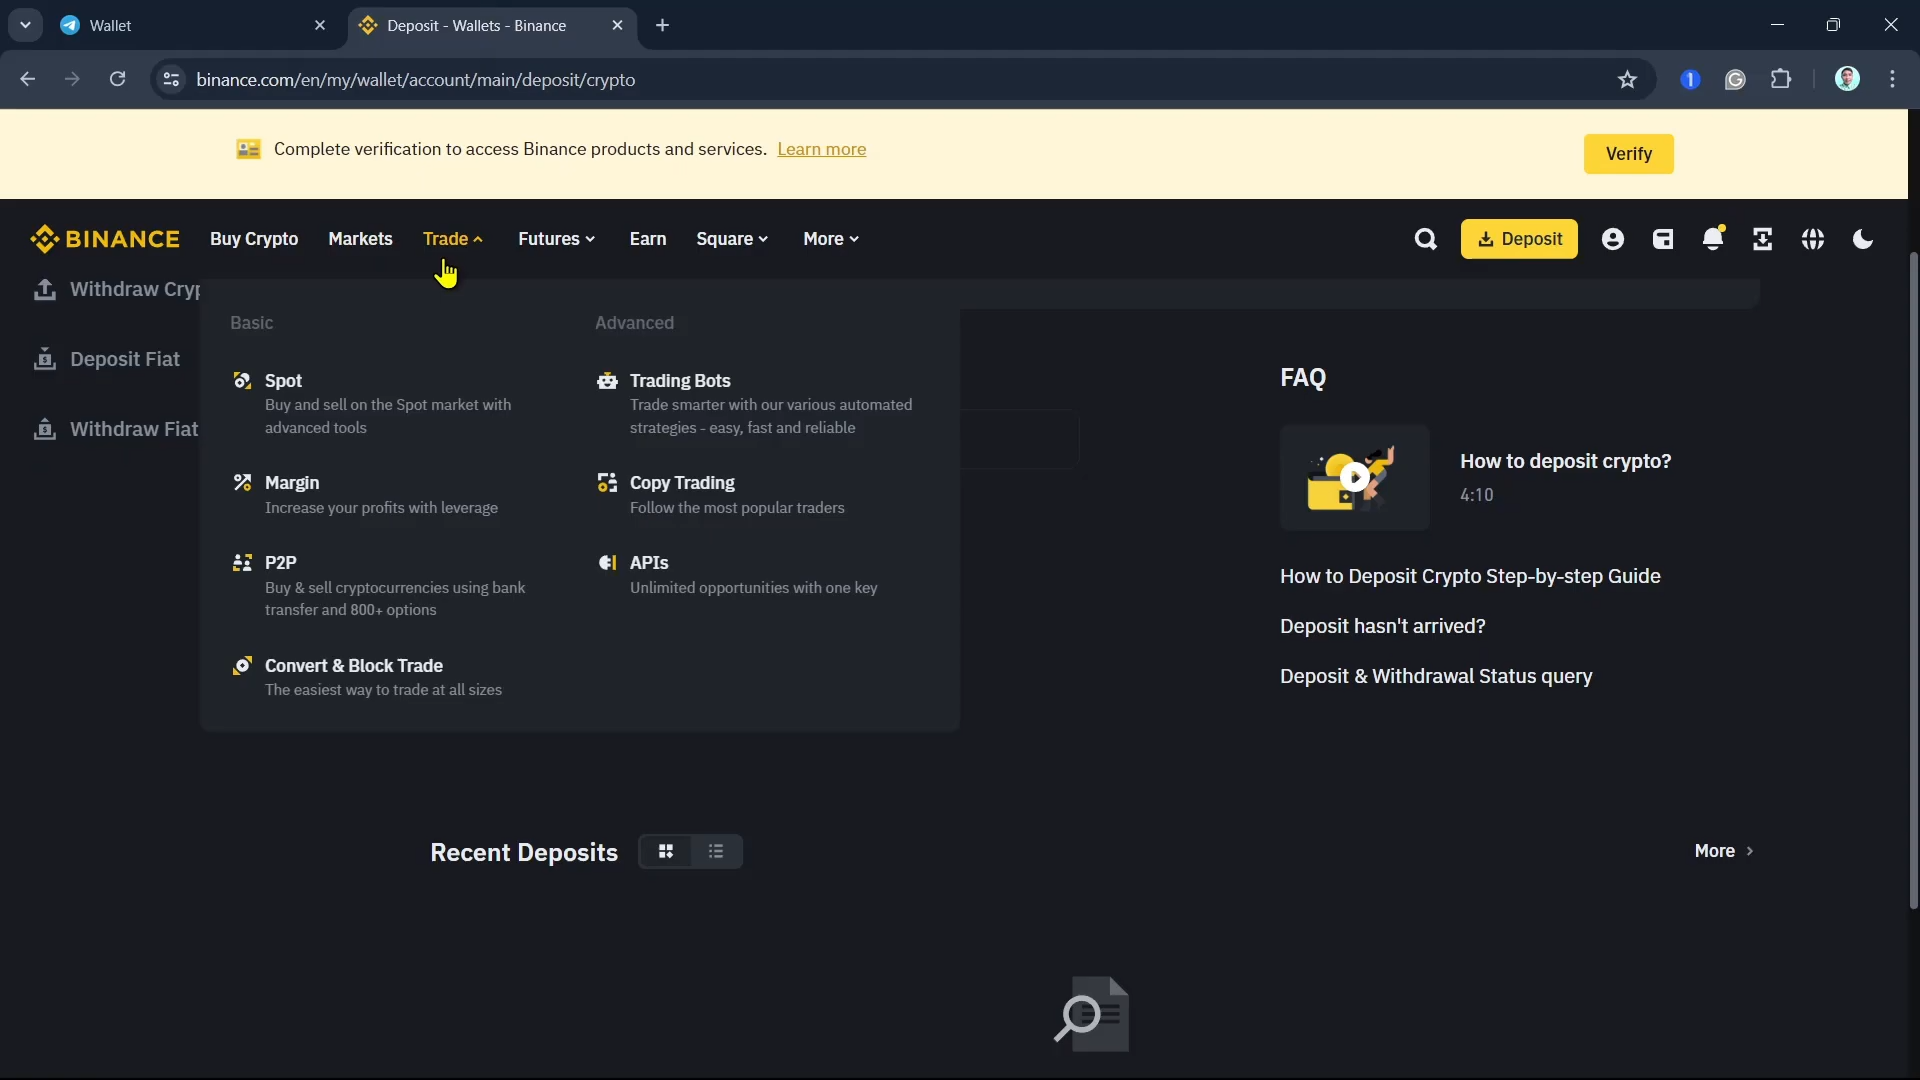 Wallet
Deposit - Wallets - Binance
binance.com/en/my/wallet/account/main/deposit/crypto
Complete verification to access Binance products and services. Learn more
Verify
BINANCE
Buy Crypto
Markets
Trade
Futures
Earn
Square
More
Deposit
Withdraw Cryp
Deposit Fiat
Withdraw Fiat
Basic
Spot
Buy and sell on the Spot market with
advanced tools
Margin
Increase your profits with leverage
P2P
Buy & sell cryptocurrencies using bank
transfer and 800+ options
Convert & Block Trade
The easiest way to trade at all sizes
Advanced
Trading Bots
Trade smarter with our various automated
strategies - easy, fast and reliable
Copy Trading
Follow the most popular traders
APIs
Unlimited opportunities with one key
FAQ
How to deposit crypto?
4:10
How to Deposit Crypto Step-by-step Guide
Deposit hasn't arrived?
Deposit & Withdrawal Status query
Recent Deposits
More